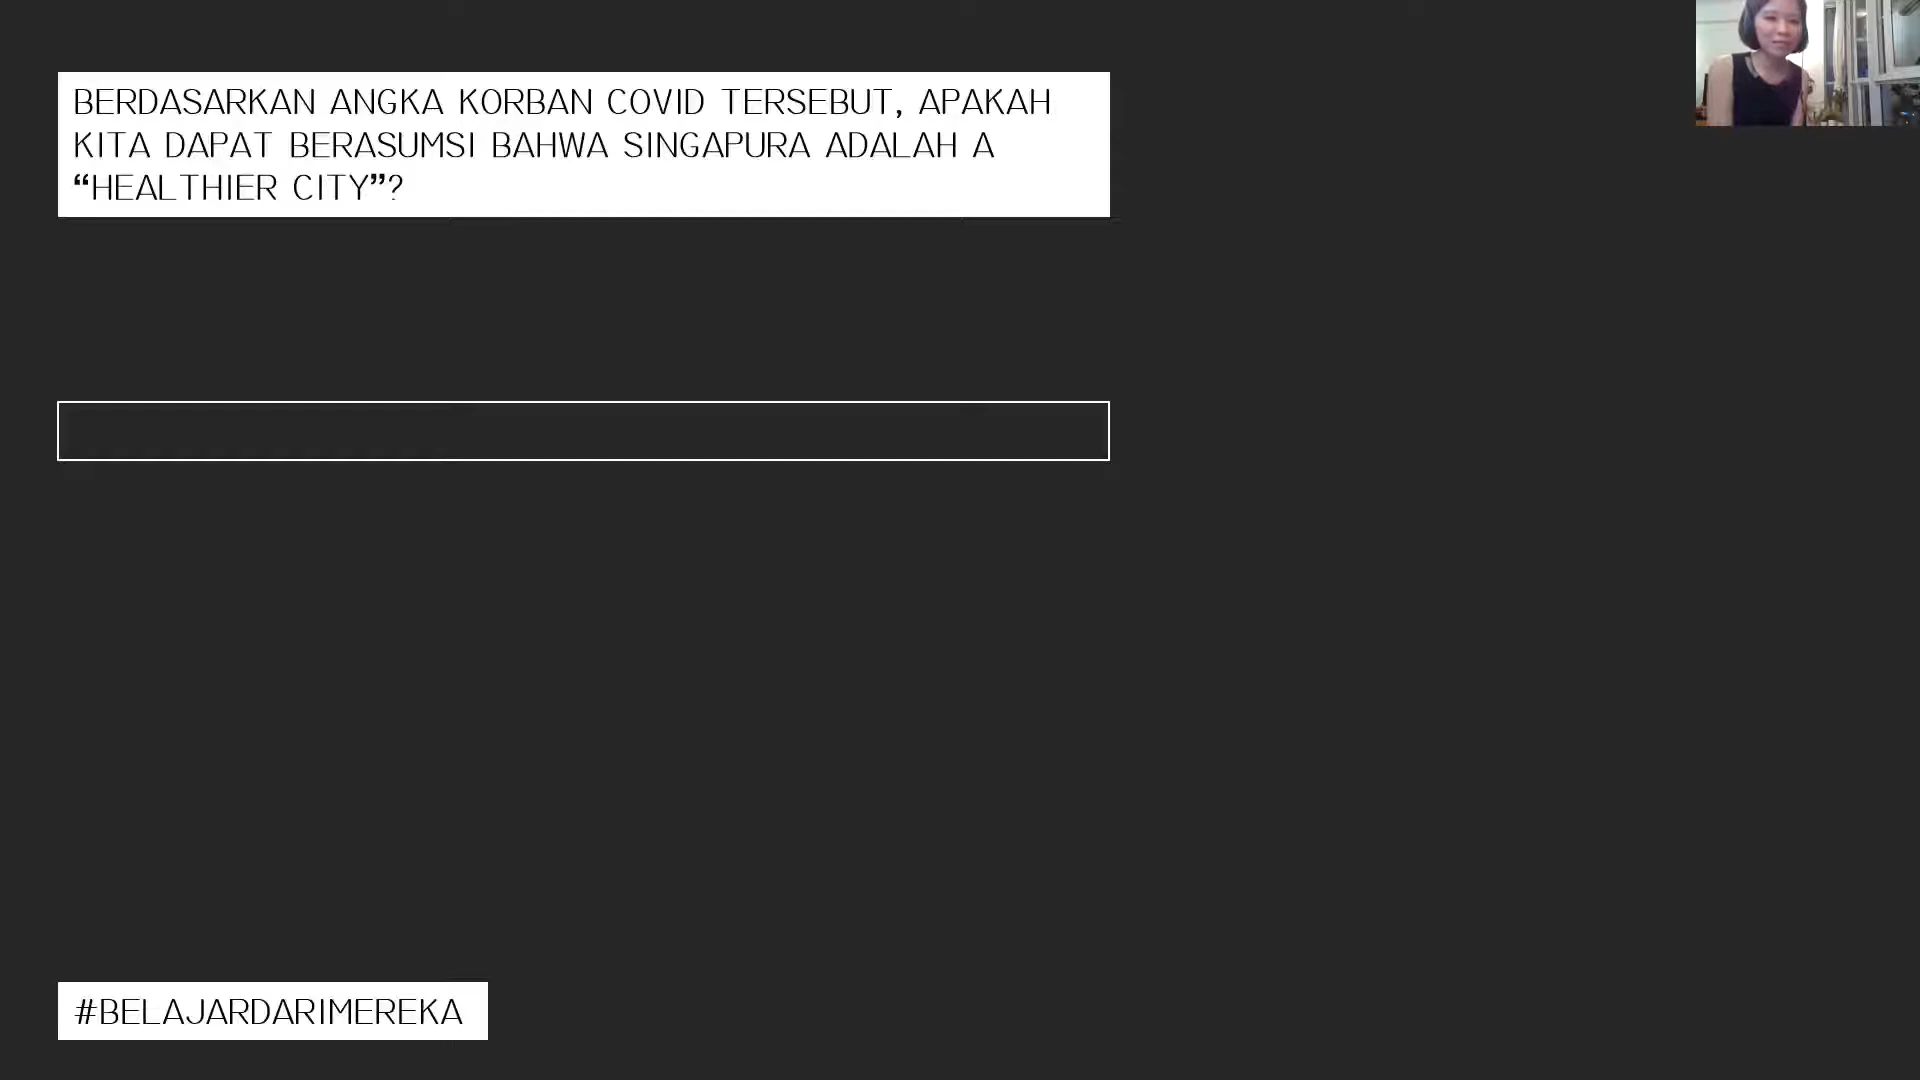 BERDASARKAN ANGKA KORBAN COVID TERSEBUT, APAKAH
KITA DAPAT BERASUMSI BAHWA SINGAPURA ADALAH A
“HEALTHIER CITY”?
#BELAJARDARIMEREKA